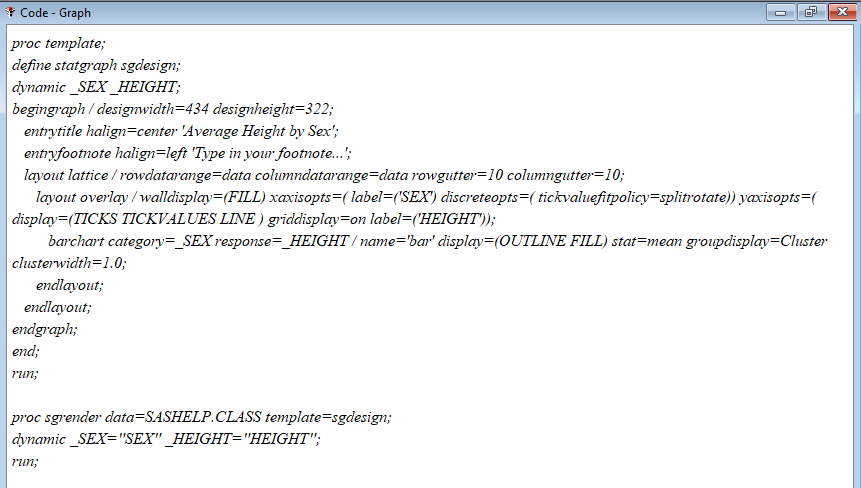 Code - Graph
proc template;
define statgraph sgdesign;
dynamic _SEX _HEIGHT;
begingraph / designwidth=434 designheight=322;
entrytitle halign=center 'Average Height by Sex';
entryfootnote halign=left 'Type in your footnote...';
layout lattice / rowdatarange=data columndatarange=data rowgutter=10 columngutter=10;
layout overlay / walldisplay=(FILL) xaxisopts=( label=('SEX') discreteopts=( tickvaluefitpolicy=splitrotate)) yaxisopts=(
display=(TICKS TICKVALUES LINE ) griddisplay=on label=('HEIGHT'));
barchart category=_SEX response=_HEIGHT / name='bar' display=(OUTLINE FILL) stat=mean groupdisplay=Cluster
clusterwidth=1.0;
endlayout;
endlayout;
endgraph;
end;
run;
proc sgrender data=SASHELP.CLASS template=sgdesign;
dynamic _SEX="SEX" _HEIGHT="HEIGHT";
run;